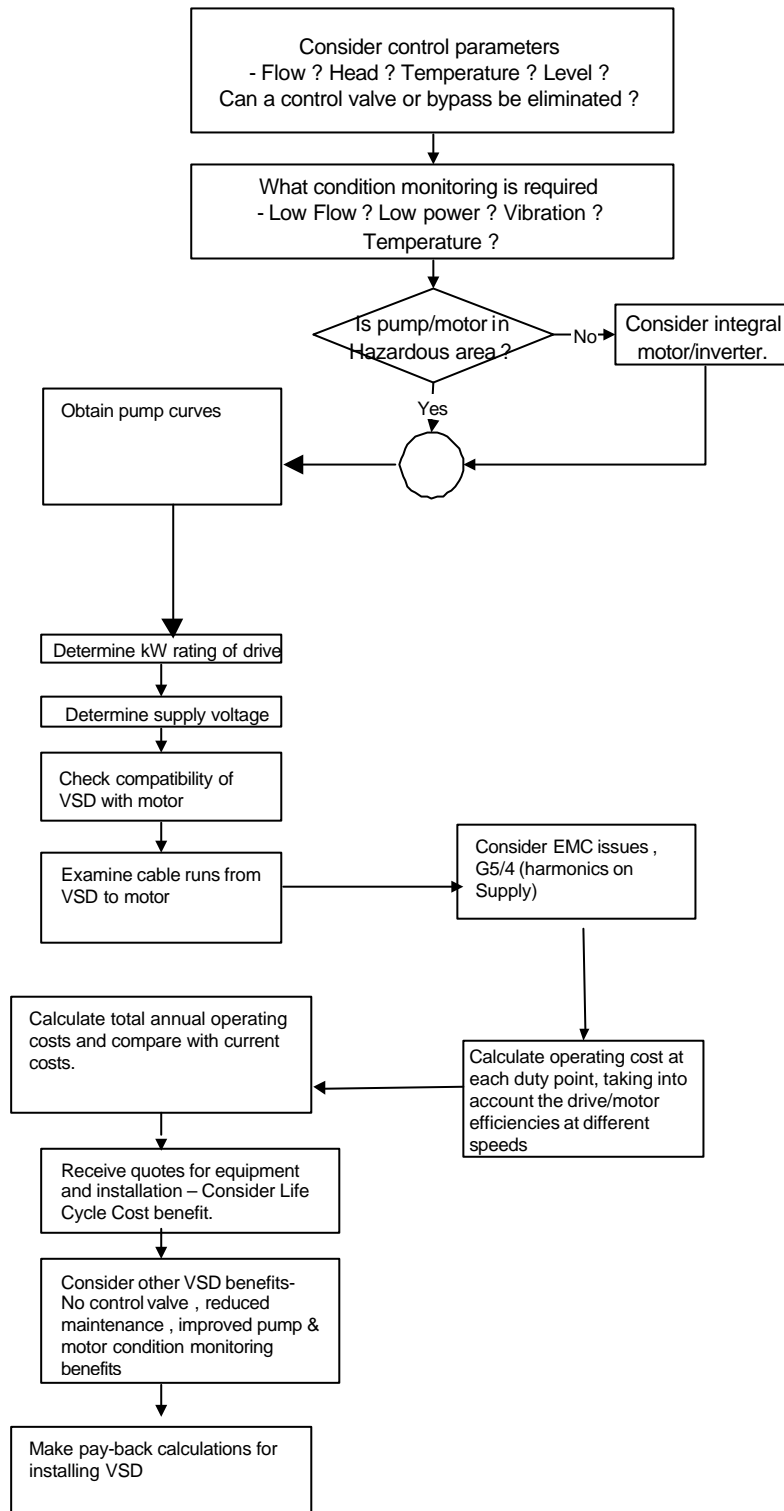 Consider control parameters
- Flow ? Head ? Temperature ? Level ?
Can a control valve or bypass be eliminated ?
What condition monitoring is required
- Low Flow ? Low power ? Vibration ?
Temperature ?
Is pump/motor in
Hazardous area ?
No
Consider integral
motor/inverter.
Yes
Obtain pump curves
Determine kW rating of drive
Determine supply voltage
Check compatibility of
VSD with motor
Examine cable runs from
VSD to motor
Consider EMC issues ,
G5/4 (harmonics on
Supply)
Calculate operating cost at
each duty point, taking into
account the drive/motor
efficiencies at different
speeds
Calculate total annual operating
costs and compare with current
costs.
Receive quotes for equipment
and installation – Consider Life
Cycle Cost benefit.
Consider other VSD benefits-
No control valve , reduced
maintenance , improved pump &
motor condition monitoring
benefits
Make pay-back calculations for
installing VSD